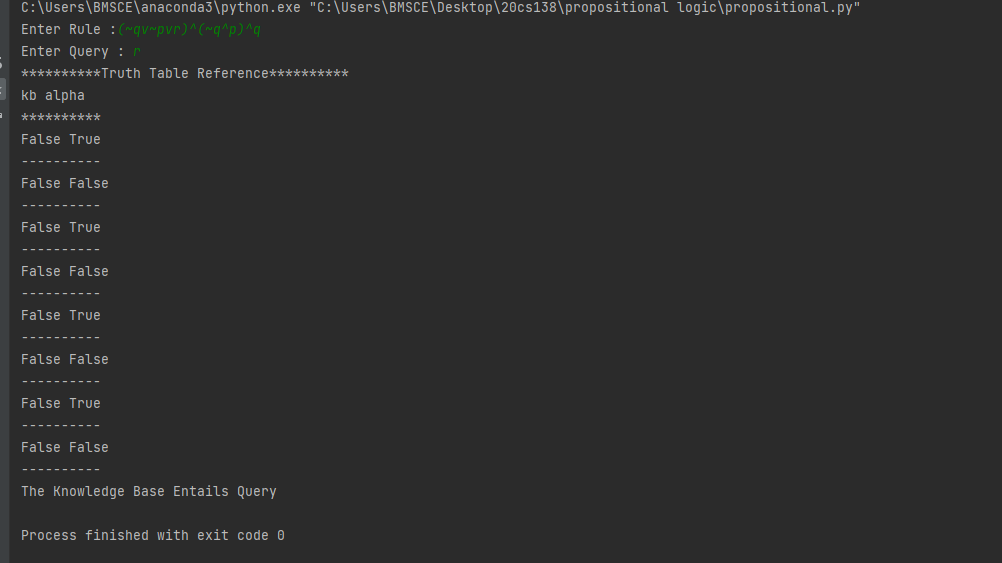 C:\Users\BMSCE\anaconda3\python.exe "C:\Users\BMSCE\Desktop\20cs138\propositional logic\propositional.py"
Enter Rule :(~qv~pvr)^(~q^p)^q
Enter Query : r
**********Truth Table Reference**********
kb alpha
**********
False True
----------
False False
----------
False True
----------
False False
----------
False True
----------
False False
----------
False True
----------
False False
----------
The Knowledge Base Entails Query
Process finished with exit code 0